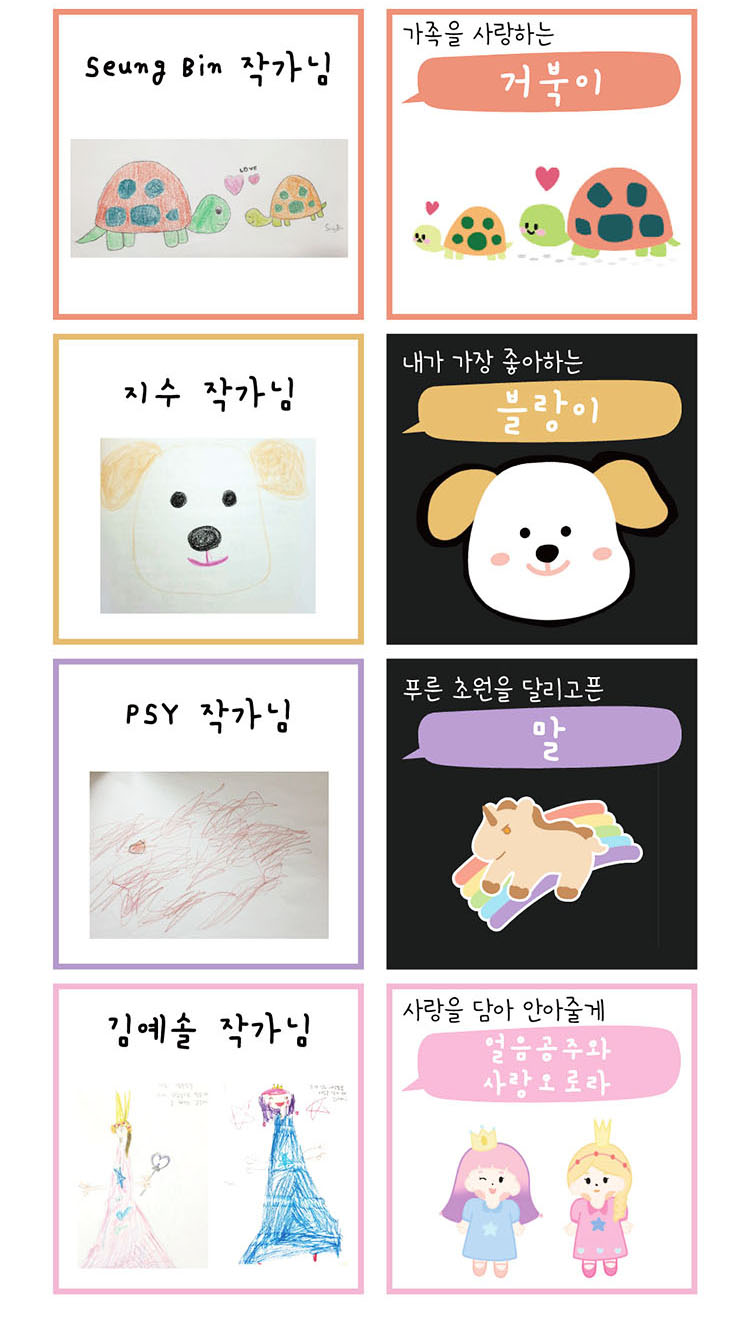 Seung Bin 작가님
가족을 사랑하는
거북이
LOVE
지수 작가님
내가 가장 좋아하는
블랑이
PSY 작가님
푸른 초원을 달리고픈
말
김예솔 작가님
사랑을 담아 안아줄게
얼음공주와
사랑오로라